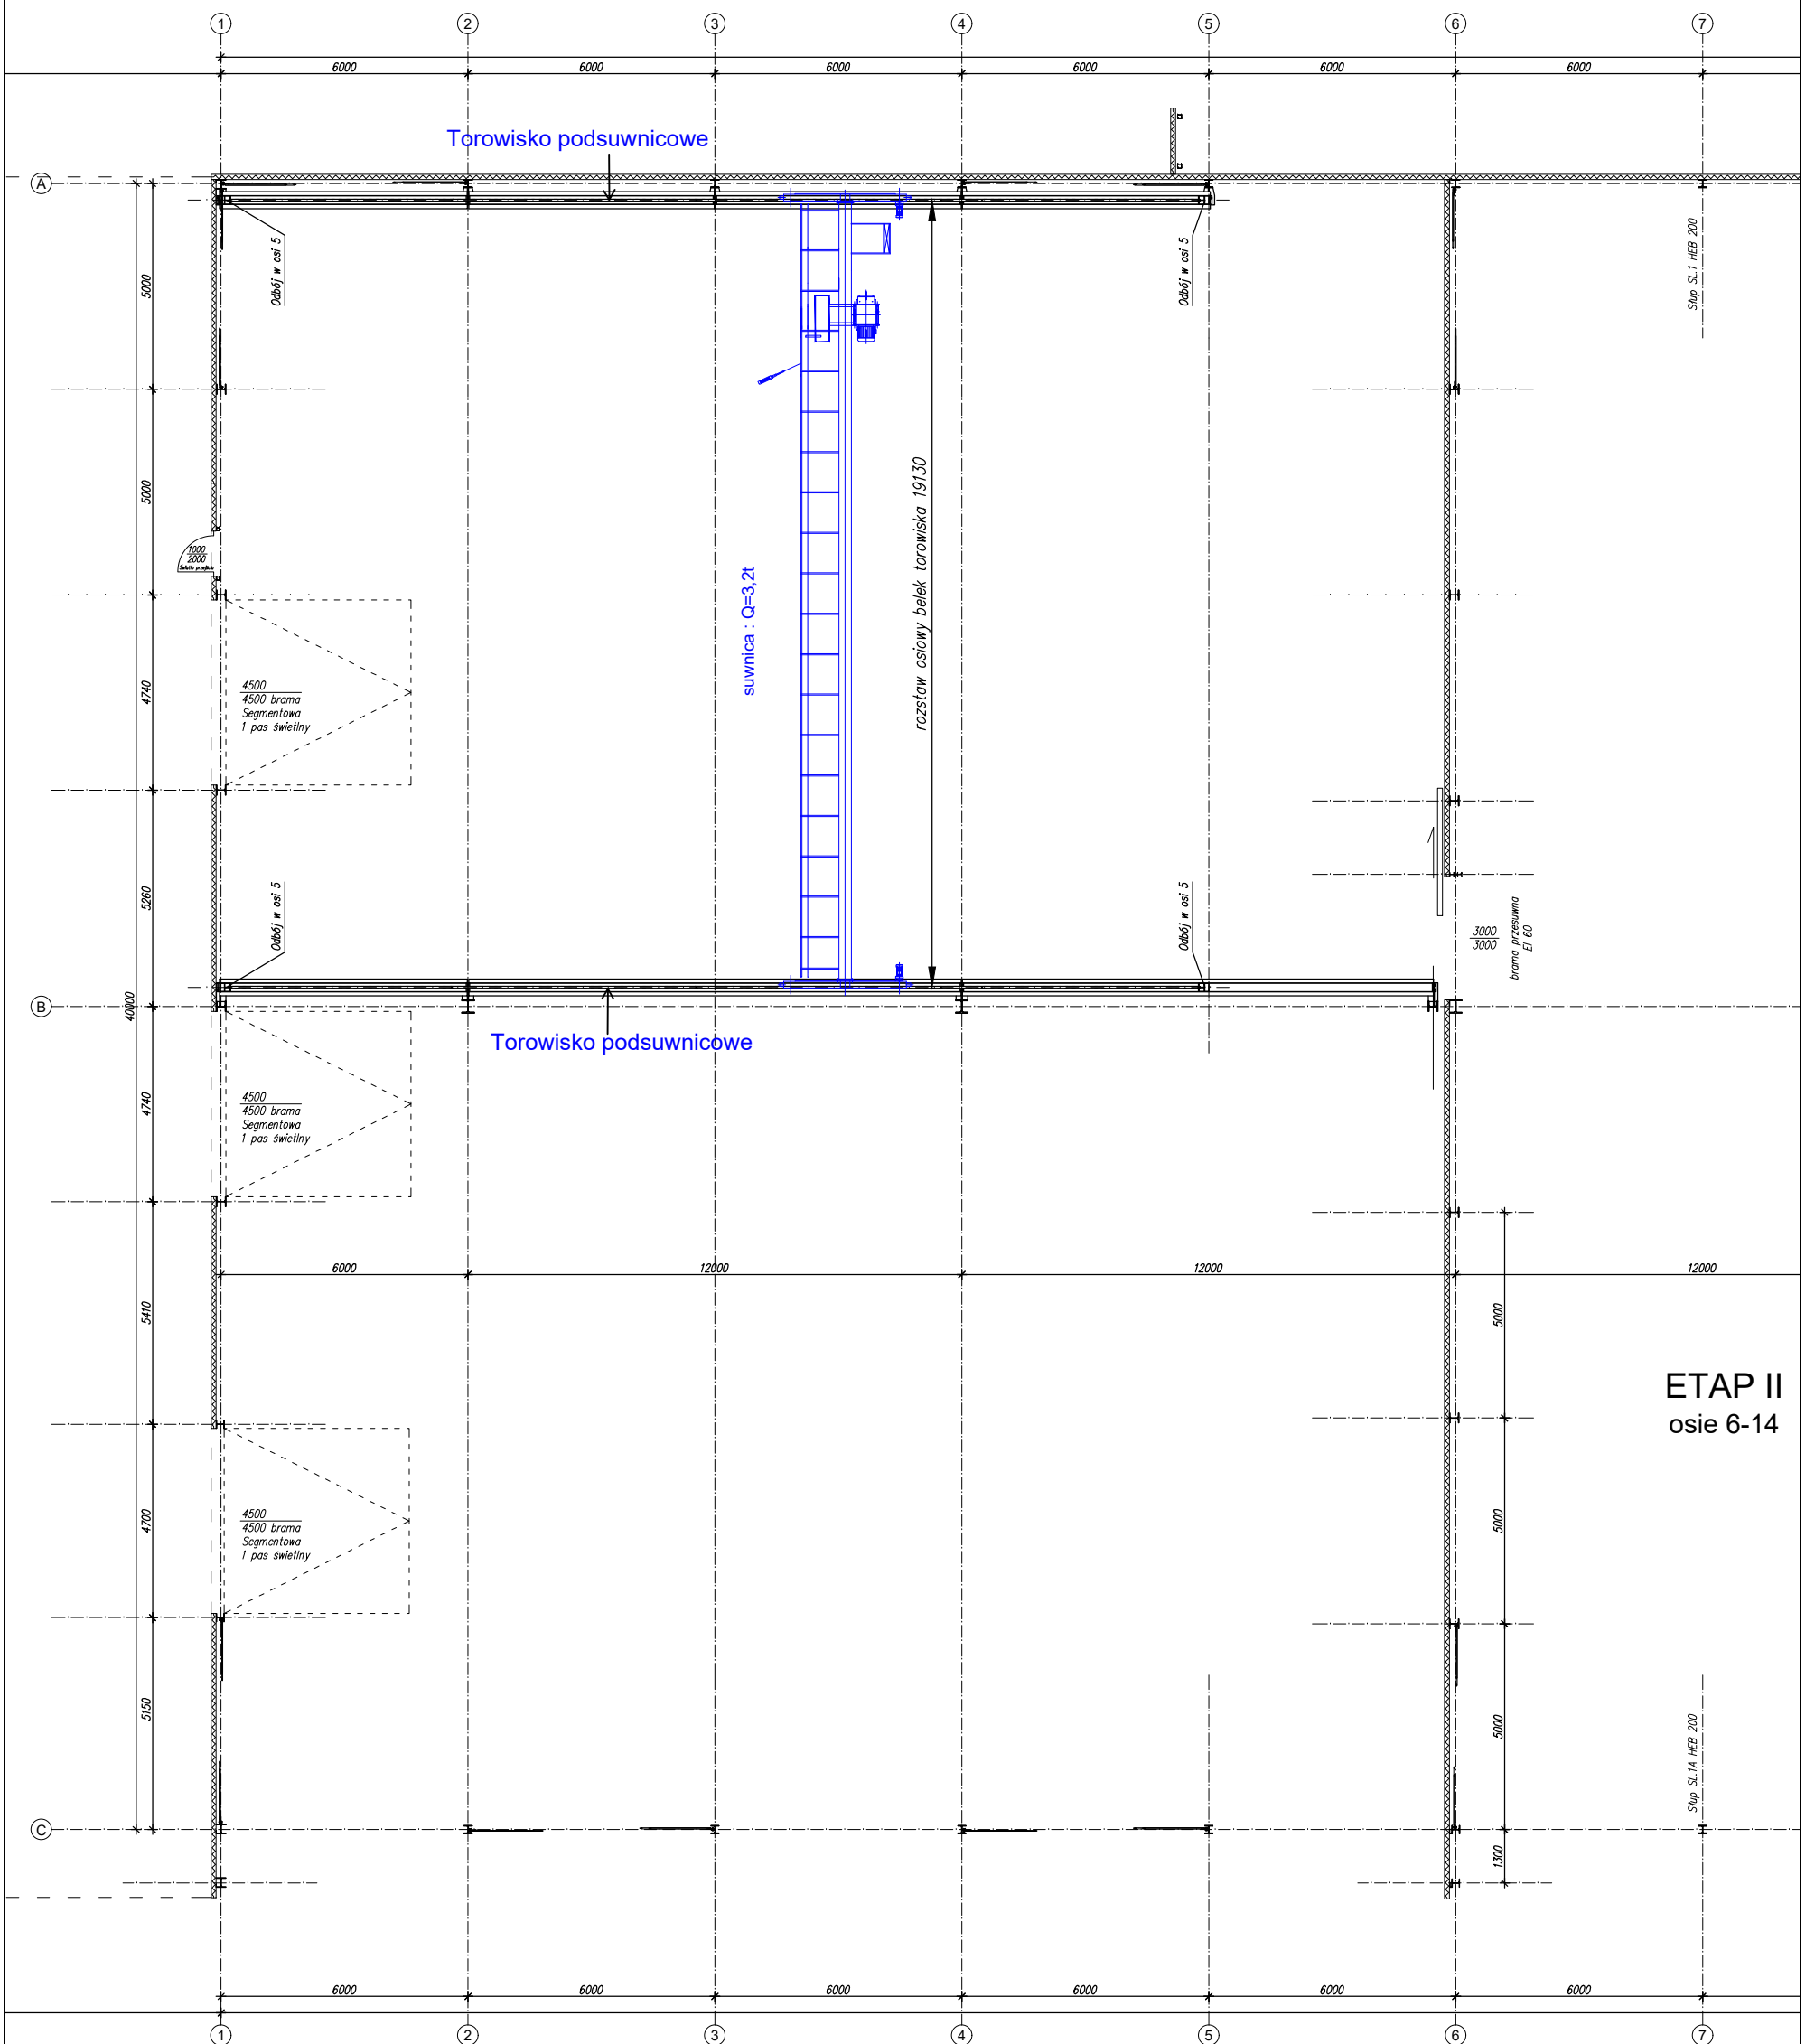 1 2 3 4 5 6 7
6000 6000 6000 6000 6000 6000
Torowisko podsuwnicowe
A
Odbój w osi 5
Odbój w osi 5
Słup SL.1 HEB 200
5000
5000
rozstaw osiowy belek torowiska 19130
suwnica : Q=3,2t
1000
2000
4740
4500
4500 brama
Segmentowa
1 pas świetlny
5260
Odbój w osi 5
Odbój w osi 5
3000
3000
brama przesuwna
EI 60
B
40000
Torowisko podsuwnicowe
4740
4500
4500 brama
Segmentowa
1 pas świetlny
6000 12000 12000 12000
5410
5000
ETAP II
osie 6-14
4700
4500
4500 brama
Segmentowa
1 pas świetlny
5000
5150
5000
Słup SL.1A HEB 200
C
1300
6000 6000 6000 6000 6000 6000
1 2 3 4 5 6 7